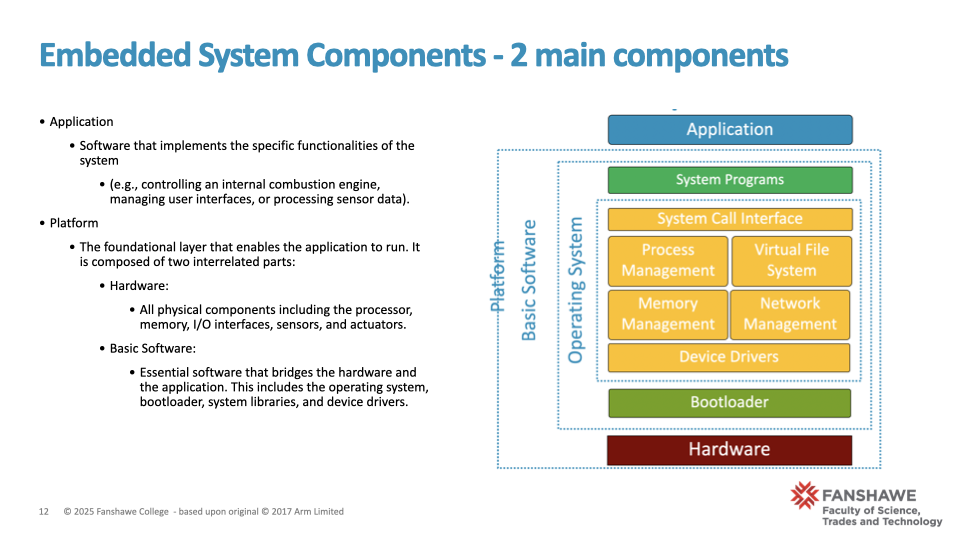 Embedded System Components - 2 main components
• Application
• Software that implements the specific functionalities of the
system
• (e.g., controlling an internal combustion engine,
managing user interfaces, or processing sensor data).
• Platform
• The foundational layer that enables the application to run. It
is composed of two interrelated parts:
• Hardware:
• All physical components including the processor,
memory, I/O interfaces, sensors, and actuators.
• Basic Software:
• Essential software that bridges the hardware and
the application. This includes the operating system,
bootloader, system libraries, and device drivers.
Application
Platform
Basic Software
Operating System
System Programs
System Call Interface
Process
Management
Virtual File
System
Memory
Management
Network
Management
Device Drivers
Bootloader
Hardware
12 © 2025 Fanshawe College - based upon original © 2017 Arm Limited
FANSHAWE
Faculty of Science,
Trades and Technology